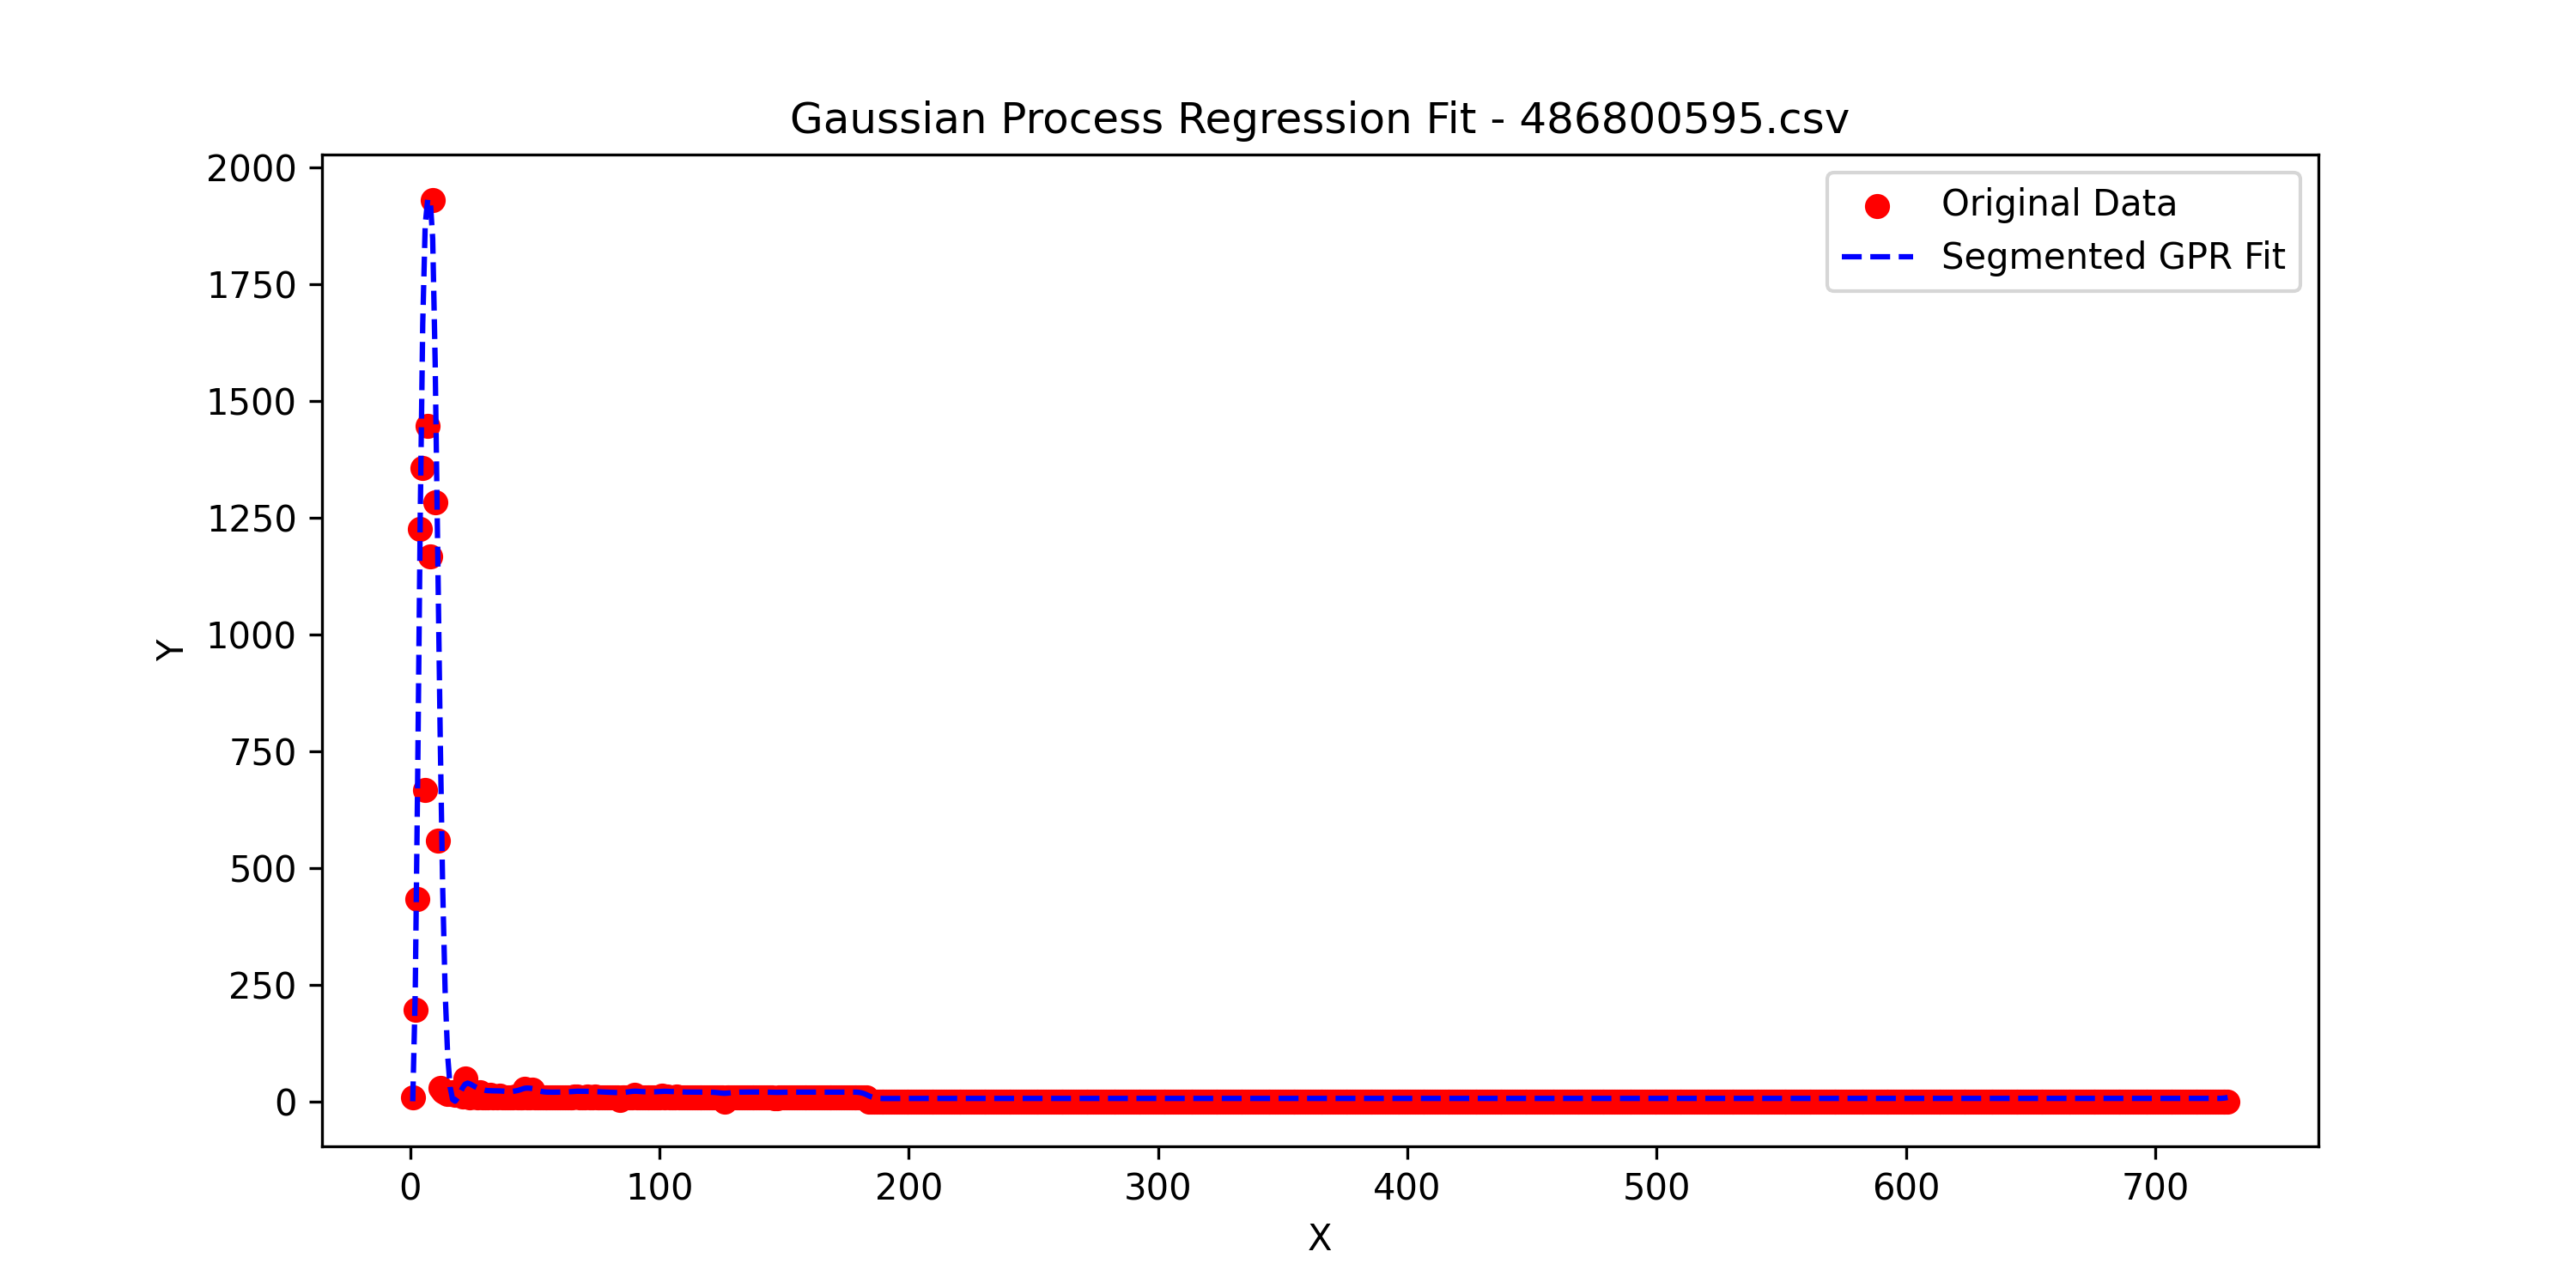 Gaussian Process Regression Fit - 486800595.csv
2000
1750
1500
1250
1000
750
500
250
0
Y
Original Data
Segmented GPR Fit
0 100 200 300 400 500 600 700
X